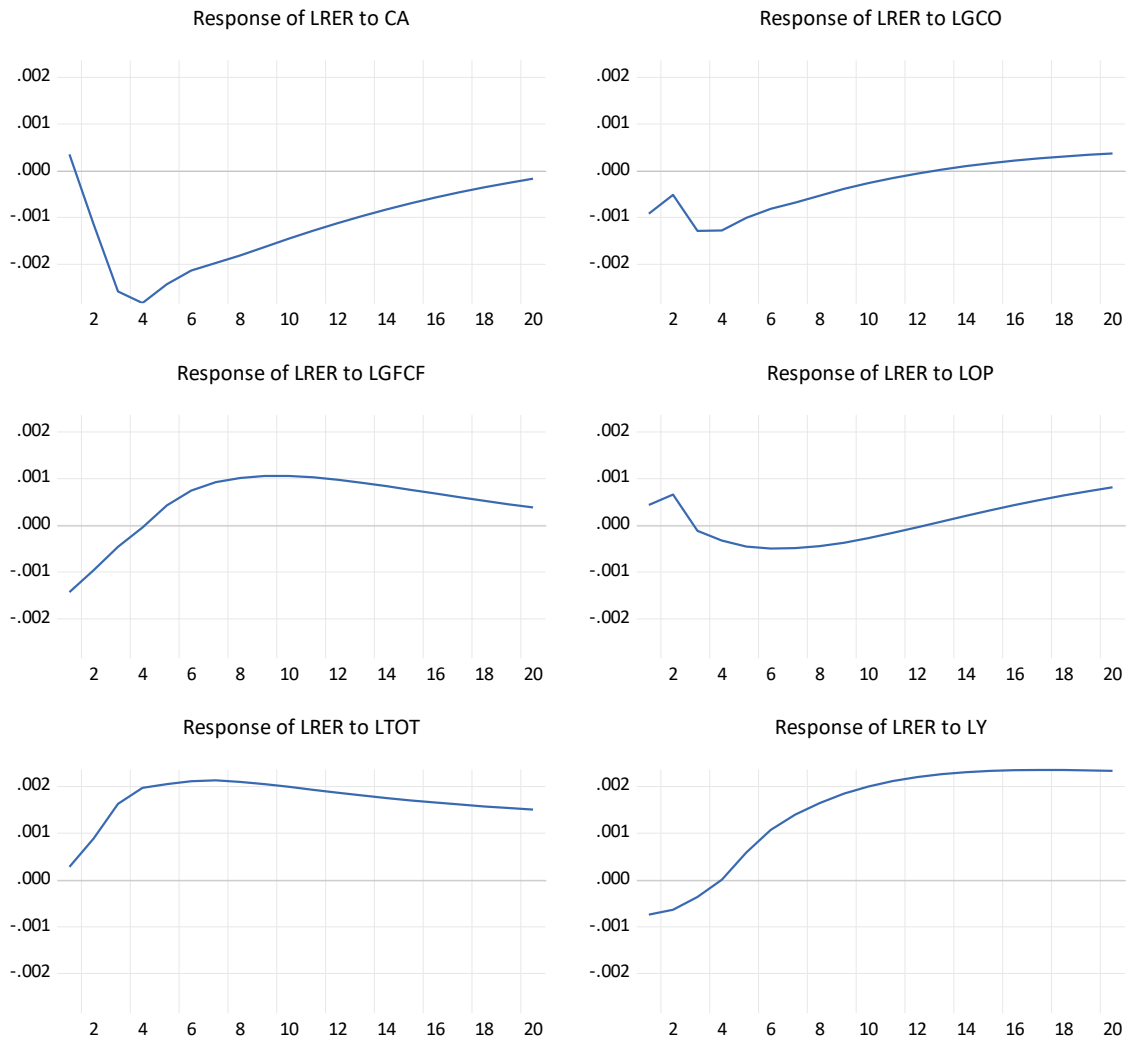 Response of LRER to CA
.002
.001
.000
-.001
-.002
2 4 6 8 10 12 14 16 18 20
Response of LRER to LGCO
.002
.001
.000
-.001
-.002
2 4 6 8 10 12 14 16 18 20
Response of LRER to LGFCF
.002
.001
.000
-.001
-.002
2 4 6 8 10 12 14 16 18 20
Response of LRER to LOP
.002
.001
.000
-.001
-.002
2 4 6 8 10 12 14 16 18 20
Response of LRER to LTOT
.002
.001
.000
-.001
-.002
2 4 6 8 10 12 14 16 18 20
Response of LRER to LY
.002
.001
.000
-.001
-.002
2 4 6 8 10 12 14 16 18 20